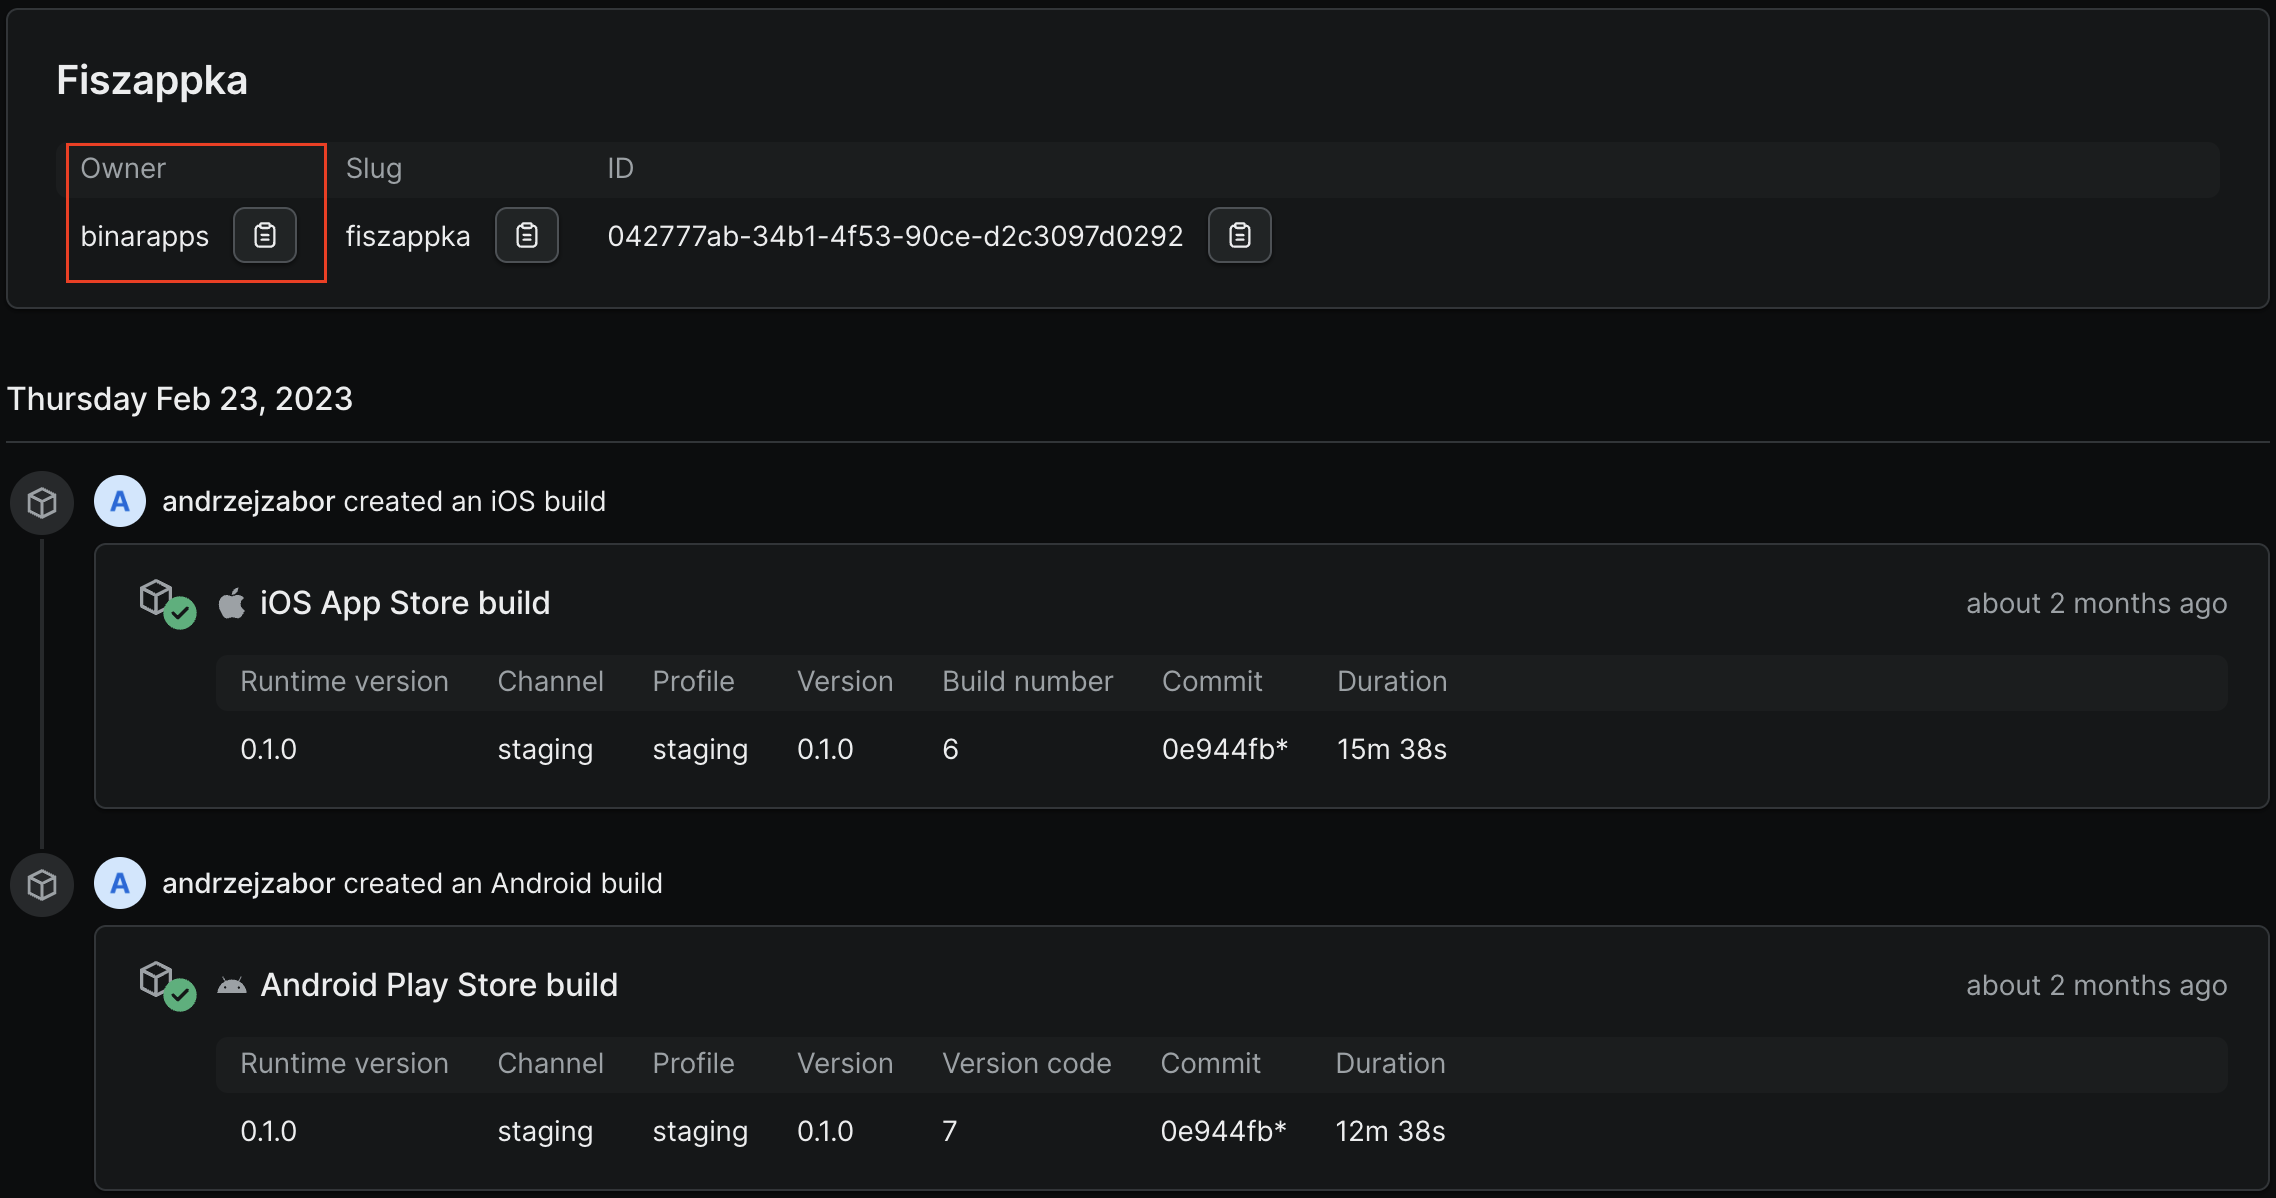 Fiszappka
Owner Slug ID
binarapps fiszappka 042777ab-34b1-4f53-90ce-d2c3097d0292
Thursday Feb 23, 2023
A andrzejzabor created an iOS build
iOS App Store build about 2 months ago
Runtime version Channel Profile Version Build number Commit Duration
0.1.0 staging staging 0.1.0 6 0e944fb* 15m 38s
A andrzejzabor created an Android build
Android Play Store build about 2 months ago
Runtime version Channel Profile Version Version code Commit Duration
0.1.0 staging staging 0.1.0 7 0e944fb* 12m 38s